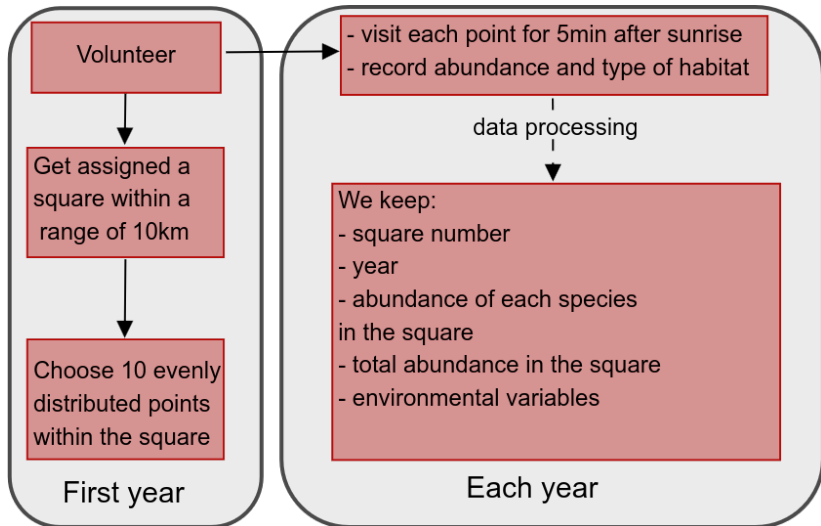 Volunteer
Get assigned a
square within a
range of 10km
Choose 10 evenly
distributed points
within the square
First year
- visit each point for 5min after sunrise
- record abundance and type of habitat
data processing
We keep:
- square number
- year
- abundance of each species
in the square
- total abundance in the square
- environmental variables
Each year